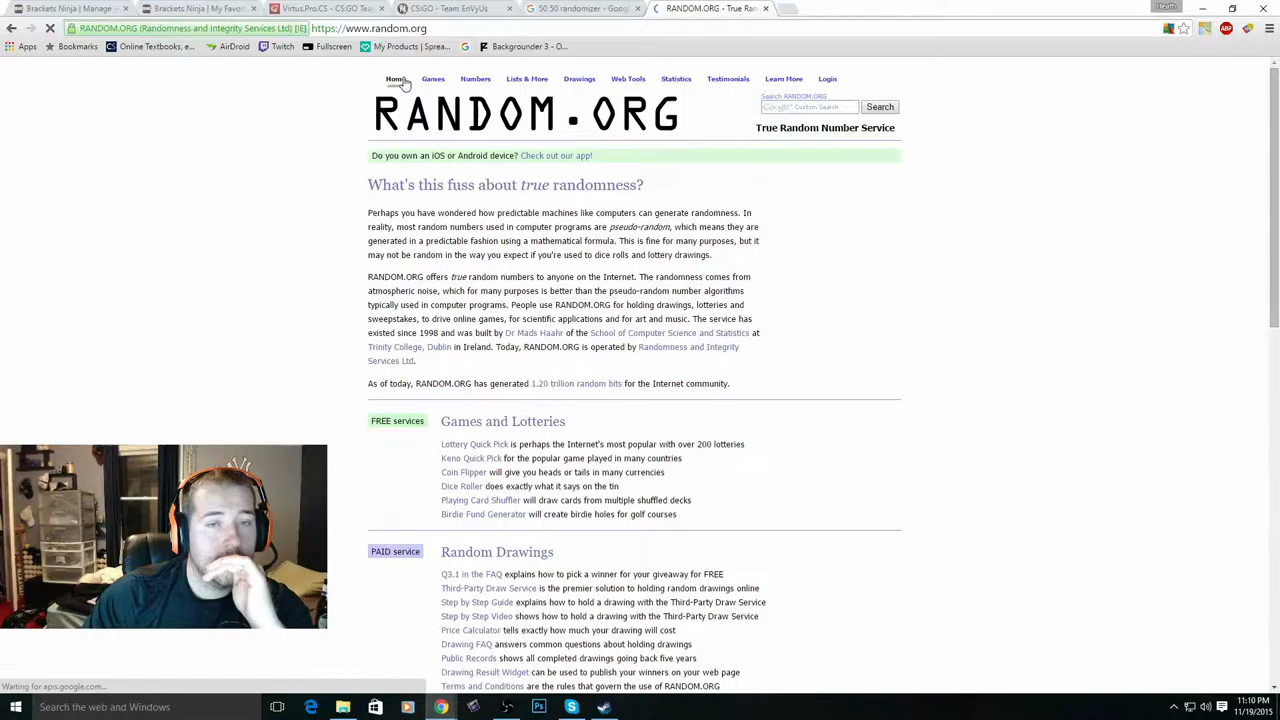 Brackets.Ninja | Manage y
Brackets.Ninja | My Favori
Virtus.Pro.CS - CS:GO Team
CS:GO - Team EnVyUs
50 50 randomizer - Googl
RANDOM.ORG - True Ran
Heath
RANDOM.ORG (Randomness and Integrity Services Ltd) [IE]
https://www.random.org
Apps
Bookmarks
Online Textbooks, e...
AirDroid
Twitch
Fullscreen
My Products | Sprea...
Backgrounder 3 - O...
Home Games Numbers Lists & More Drawings Web Tools Statistics Testimonials Learn More Login
RANDOM.ORG
Search RANDOM.ORG
Google™ Custom Search
Search
True Random Number Service
Do you own an iOS or Android device? Check out our app!
What's this fuss about true randomness?
Perhaps you have wondered how predictable machines like computers can generate randomness. In
reality, most random numbers used in computer programs are pseudo-random, which means they are
generated in a predictable fashion using a mathematical formula. This is fine for many purposes, but it
may not be random in the way you expect if you're used to dice rolls and lottery drawings.
RANDOM.ORG offers true random numbers to anyone on the Internet. The randomness comes from
atmospheric noise, which for many purposes is better than the pseudo-random number algorithms
typically used in computer programs. People use RANDOM.ORG for holding drawings, lotteries and
sweepstakes, to drive online games, for scientific applications and for art and music. The service has
existed since 1998 and was built by Dr Mads Haahr of the School of Computer Science and Statistics at
Trinity College, Dublin in Ireland. Today, RANDOM.ORG is operated by Randomness and Integrity
Services Ltd.
As of today, RANDOM.ORG has generated 1.20 trillion random bits for the Internet community.
FREE services
Games and Lotteries
Lottery Quick Pick is perhaps the Internet's most popular with over 200 lotteries
Keno Quick Pick for the popular game played in many countries
Coin Flipper will give you heads or tails in many currencies
Dice Roller does exactly what it says on the tin
Playing Card Shuffler will draw cards from multiple shuffled decks
Birdie Fund Generator will create birdie holes for golf courses
PAID service
Random Drawings
Q3.1 in the FAQ explains how to pick a winner for your giveaway for FREE
Third-Party Draw Service is the premier solution to holding random drawings online
Step by Step Guide explains how to hold a drawing with the Third-Party Draw Service
Step by Step Video shows how to hold a drawing with the Third-Party Draw Service
Price Calculator tells exactly how much your drawing will cost
Drawing FAQ answers common questions about holding drawings
Public Records shows all completed drawings going back five years
Drawing Result Widget can be used to publish your winners on your web page
Terms and Conditions are the rules that govern the use of RANDOM.ORG
Waiting for apis.google.com...
Search the web and Windows
11:10 PM
11/19/2015